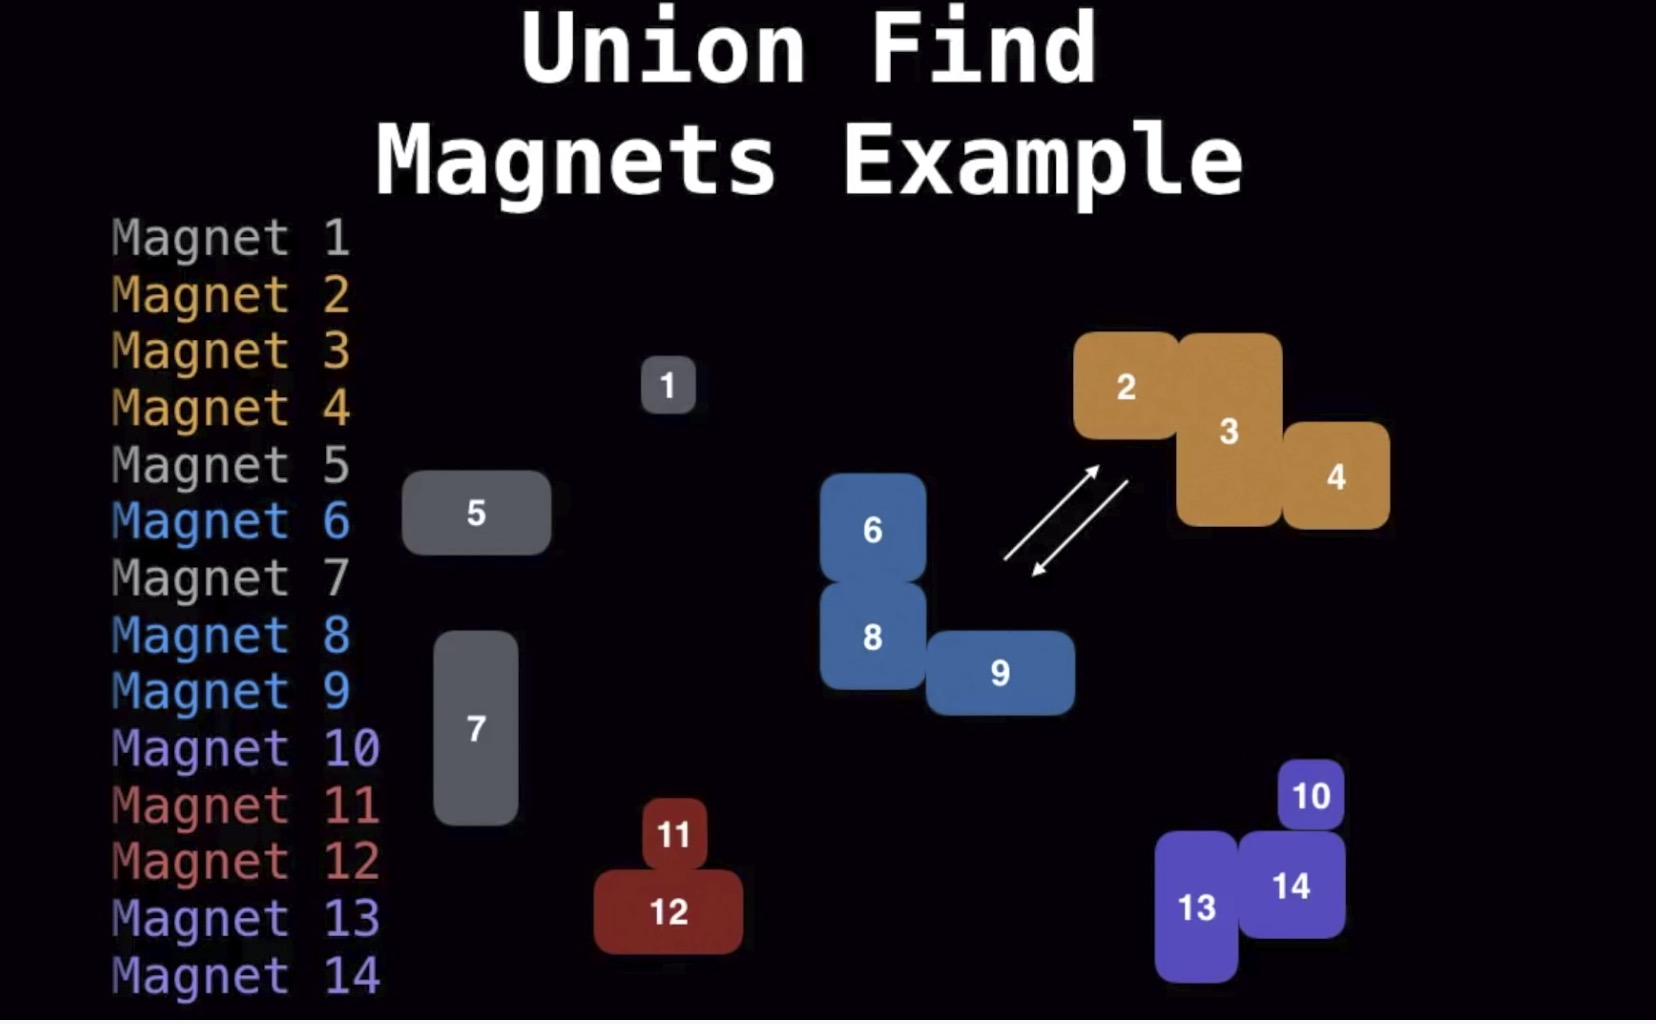 Union Find
Magnets Example
Magnet 1
Magnet 2
Magnet 3
Magnet 4
Magnet 5
Magnet 6
Magnet 7
Magnet 8
Magnet 9
Magnet 10
Magnet 11
Magnet 12
Magnet 13
Magnet 14
1
2
3
4
5
6
8
9
7
10
11
12
13
14